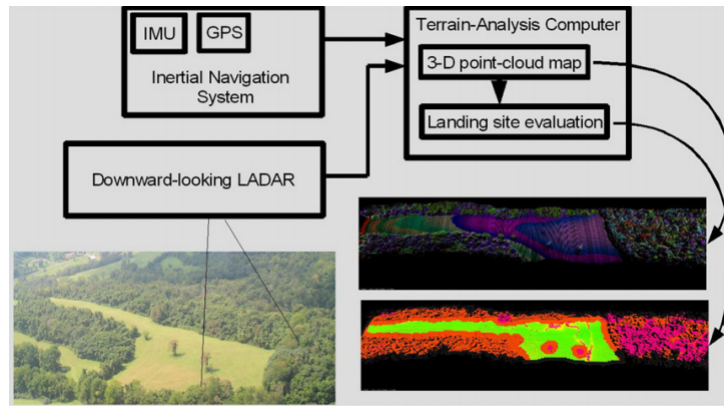 IMU
GPS
Inertial Navigation
System
Terrain-Analysis Computer
3-D point-cloud map
Landing site evaluation
Downward-looking LADAR